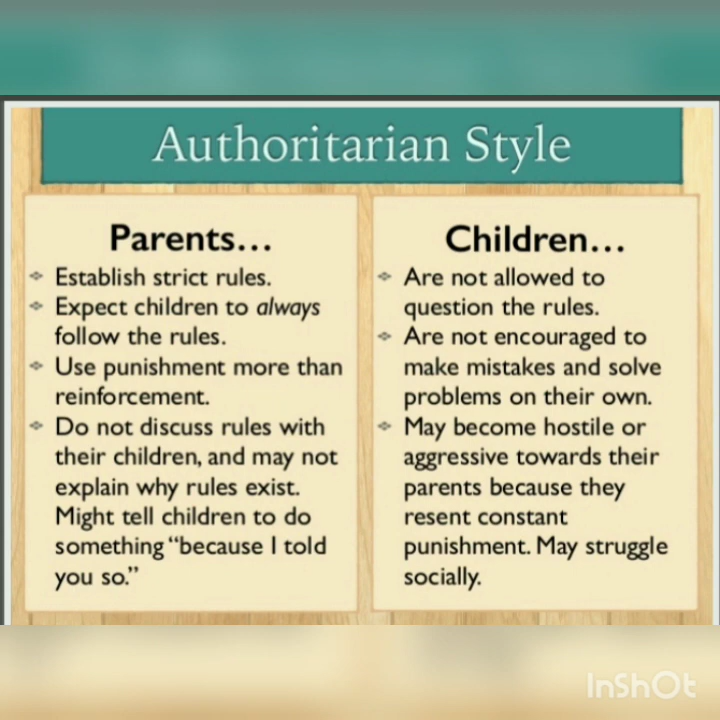 Authoritarian Style
Parents...
Establish strict rules.
Expect children to always
follow the rules.
Use punishment more than
reinforcement.
Do not discuss rules with
their children, and may not
explain why rules exist.
Might tell children to do
something “because I told
you so.”
Children...
Are not allowed to
question the rules.
Are not encouraged to
make mistakes and solve
problems on their own.
May become hostile or
aggressive towards their
parents because they
resent constant
punishment. May struggle
socially.
InShOt